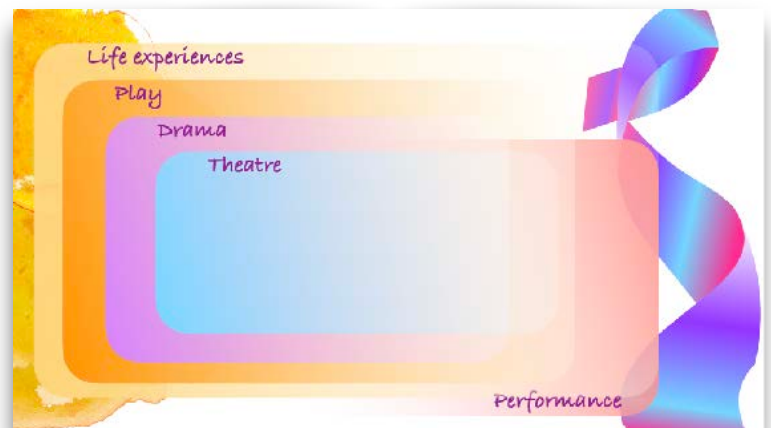 Life experiences
Play
Drama
Theatre
Performance